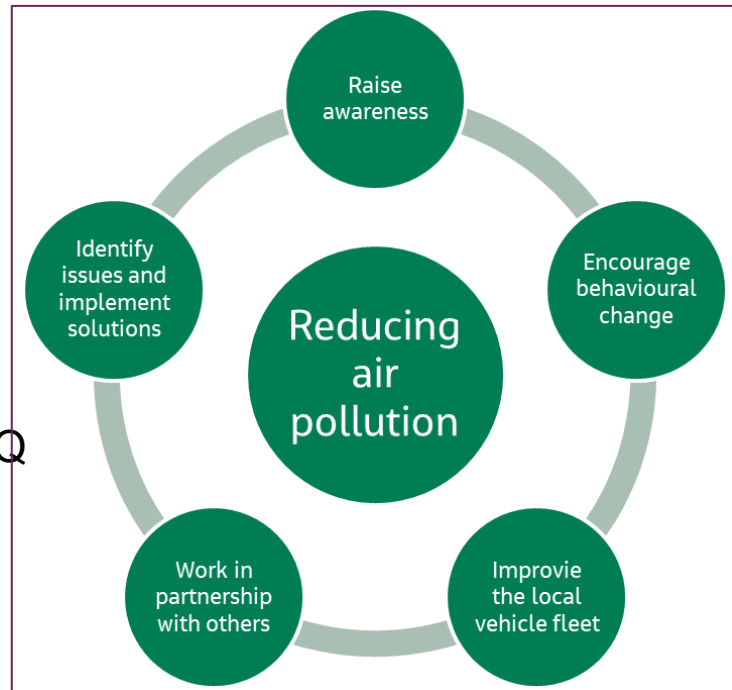 Raise
awareness
Encourage
behavioural
change
Improvie
the local
vehicle fleet
Work in
partnership
with others
Identify
issues and
implement
solutions
Reducing
air
pollution
Q